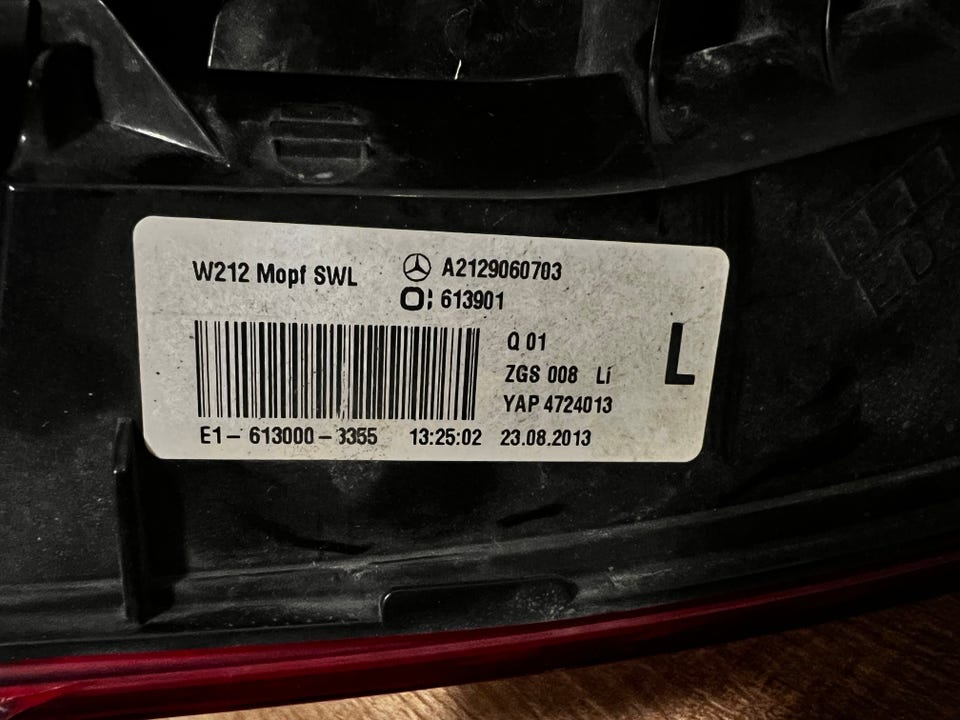 W212 Mopf SWL
A2129060703
613901
Q 01
ZGS 008 Li
L
YAP 4724013
E1- 613000-3355 13:25:02 23.08.2013